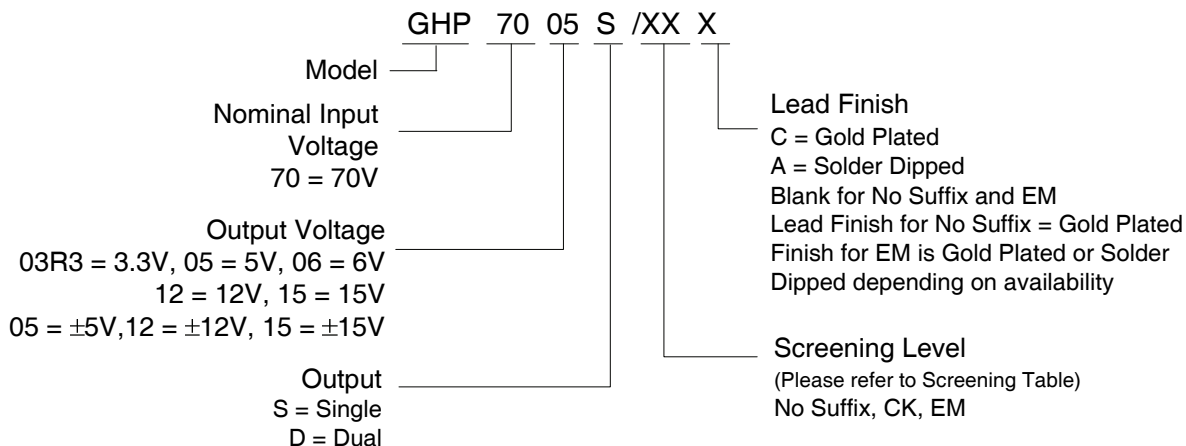 GHP 70 05 S /XX X
Model
Nominal Input
Voltage
70 = 70V
Output Voltage
03R3 = 3.3V, 05 = 5V, 06 = 6V
12 = 12V, 15 = 15V
05 = ±5V,12 = ±12V, 15 = ±15V
Output
S = Single
D = Dual
Lead Finish
C = Gold Plated
A = Solder Dipped
Blank for No Suffix and EM
Lead Finish for No Suffix = Gold Plated
Finish for EM is Gold Plated or Solder
Dipped depending on availability
Screening Level
(Please refer to Screening Table)
No Suffix, CK, EM